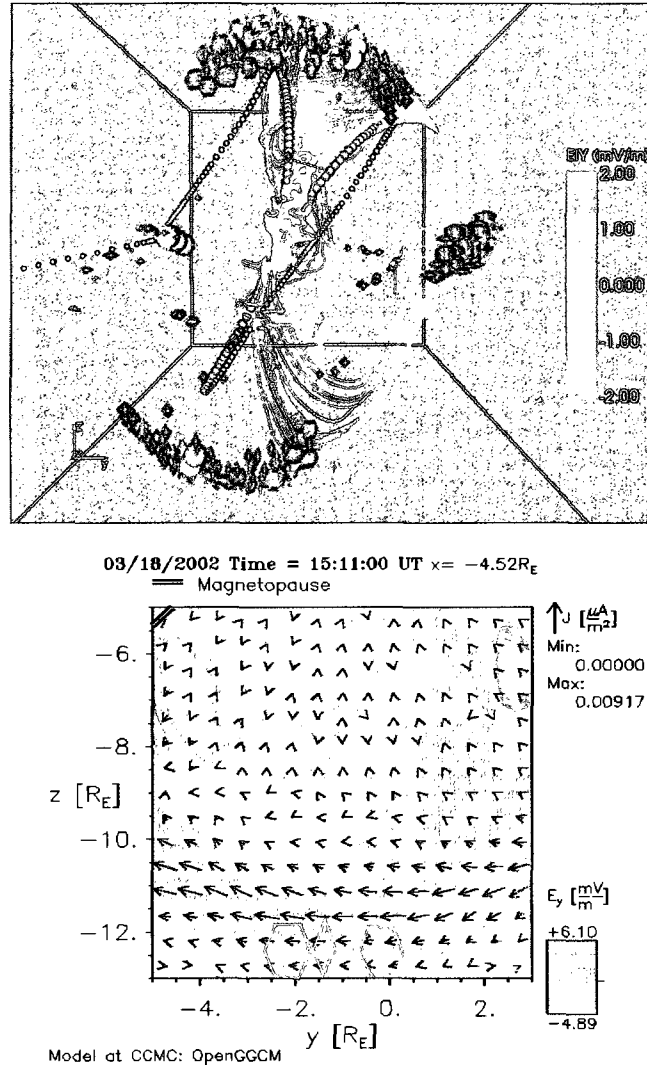 EIY (mV/m)
2.00
1.00
0.000
-1.00
-2.00
03/18/2002 Time = 15:11:00 UT x= -4.52R_E
Magnetopause
J [μA/m²]
Min:
0.00000
Max:
0.00917
-6.
-8.
-10.
-12.
z [R_E]
E_y [mV/m]
+6.10
-4.89
-4.
-2.
0.
2.
y [R_E]
Model at CCMC: OpenGGCM